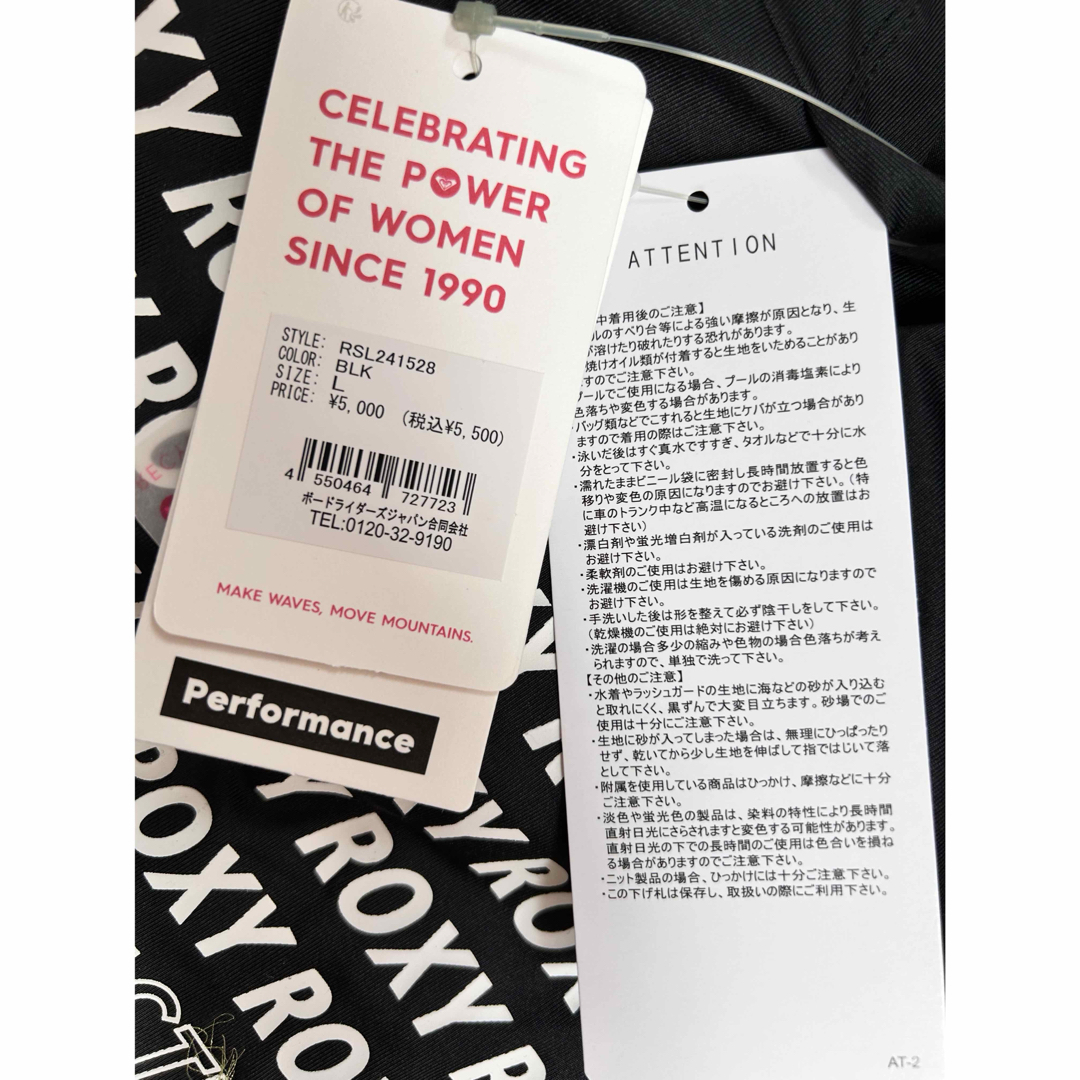 CELEBRATING
THE POWER
OF WOMEN
SINCE 1990
STYLE: RSL241528
COLOR: BLK
SIZE: L
PRICE: ¥5,000 (税込¥5,500)
4 550464 727723
ボードライダーズジャパン合同会社
TEL:0120-32-9190
MAKE WAVES, MOVE MOUNTAINS.
Performance
ATTENTION
中着用後のご注意】
ルのすべり台等による強い摩擦が原因となり、生
が溶けたり破れたりする恐れがあります。
焼けオイル類が付着すると生地をいためることがあり
ますのでご注意下さい。
プールでご使用になる場合、プールの消毒塩素により
色落ちや変色する場合があります。
・バッグ類などでこすれると生地にケバが立つ場合があり
ますので着用の際はご注意下さい。
・泳いだ後はすぐ真水ですすぎ、タオルなどで十分に水
分をとって下さい。
・濡れたままビニール袋に密封し長時間放置すると色
移りや変色の原因になりますのでお避け下さい。(特
に車のトランク中など高温になるところへの放置はお
避け下さい)
・漂白剤や蛍光増白剤が入っている洗剤のご使用は
お避け下さい。
・柔軟剤のご使用はお避け下さい。
・洗濯機のご使用は生地を傷める原因になりますので
お避け下さい。
・手洗いした後は形を整えて必ず陰干しをして下さい。
(乾燥機のご使用は絶対にお避け下さい)
・洗濯の場合多少の縮みや色物の場合色落ちが考え
られますので、単独で洗って下さい。
【その他のご注意】
・水着やラッシュガードの生地に海などの砂が入り込む
と取れにくく、黒ずんで大変目立ちます。砂場でのご
使用は十分にご注意下さい。
・生地に砂が入ってしまった場合は、無理にひっぱったり
せず、乾いてから少し生地を伸ばして指ではじいて落
として下さい。
・附属を使用している商品はひっかけ、摩擦などに十分
ご注意下さい。
・淡色や蛍光色の製品は、染料の特性により長時間
直射日光にさらされますと変色する可能性があります。
直射日光の下での長時間のご使用は色合いを損ね
る場合がありますのでご注意下さい。
・ニット製品の場合、ひっかけには十分ご注意下さい。
・この下げ札は保存し、取扱いの際にご利用下さい。
AT-2
ROXY ROXY
ROXY RO
ROXY R